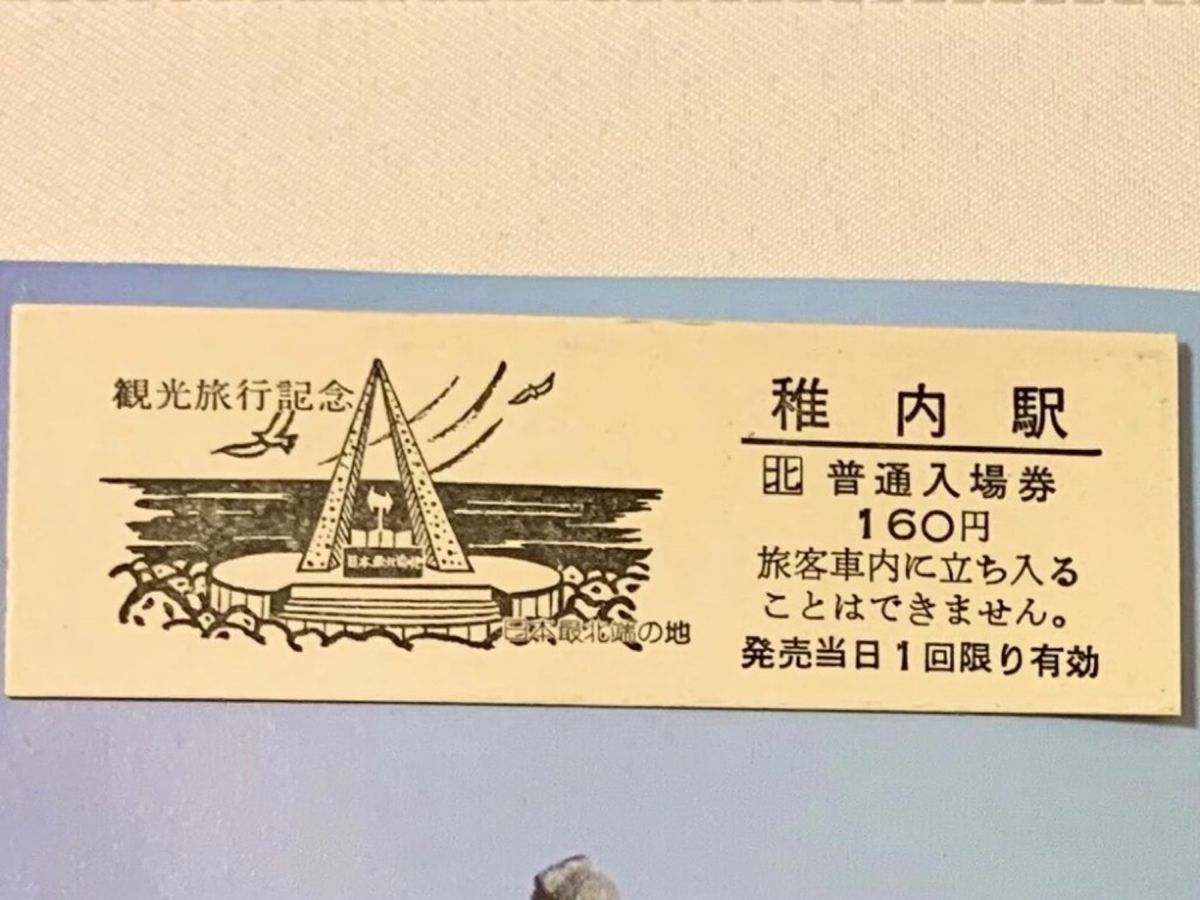 観光旅行記念
日本最北端の地
日本最北端の地
稚内駅
北 普通入場券
160円
旅客車内に立ち入る
ことはできません。
発売当日1回限り有効